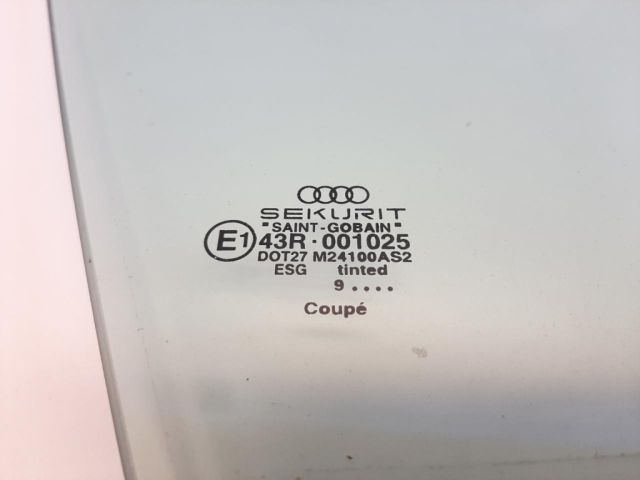 SEKURIT
"SAINT-GOBAIN"
E1 43R · 001025
DOT27 M24100AS2
ESG tinted
9 ....
Coupé